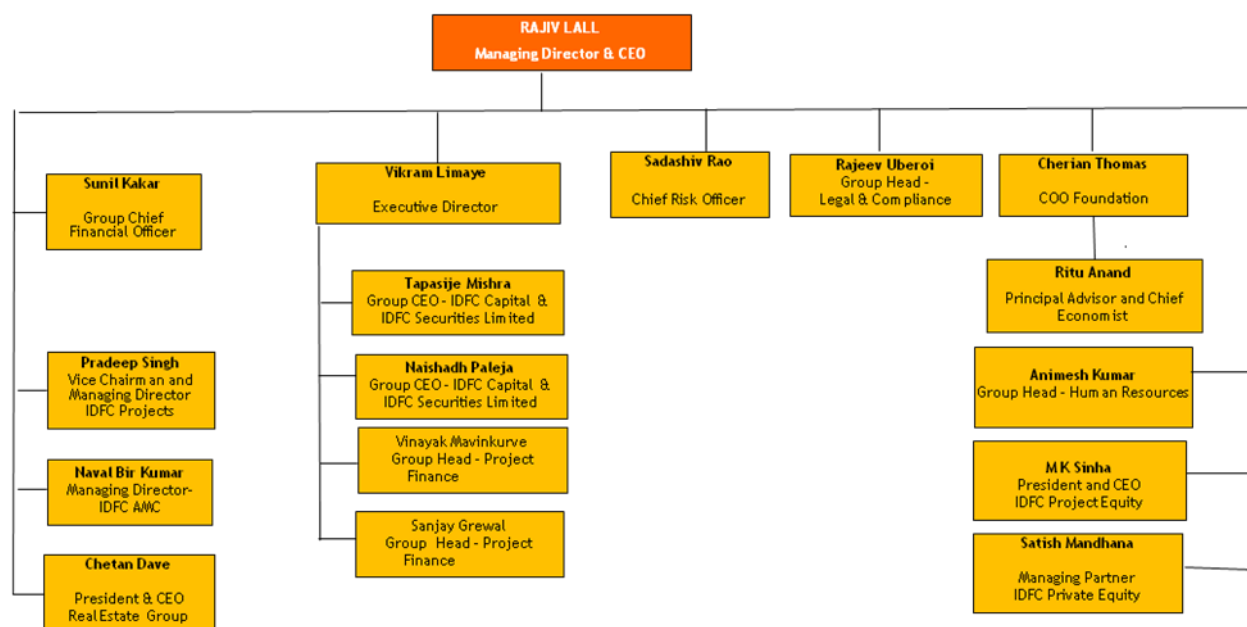 RAJIV LALL
Managing Director & CEO
Sunil Kakar
Group Chief
Financial Officer
Vikram Limaye
Executive Director
Sadashiv Rao
Chief Risk Officer
Rajeev Uberoi
Group Head -
Legal & Compliance
Cherian Thomas
COO Foundation
Tapasije Mishra
Group CEO - IDFC Capital &
IDFC Securities Limited
Ritu Anand
Principal Advisor and Chief
Economist
Pradeep Singh
Vice Chairman and
Managing Director
IDFC Projects
Naishadh Paleja
Group CEO - IDFC Capital &
IDFC Securities Limited
Animesh Kumar
Group Head - Human Resources
Vinayak Mavinkurve
Group Head - Project
Finance
Naval Bir Kumar
Managing Director-
IDFC AMC
M K Sinha
President and CEO
IDFC Project Equity
Sanjay Grewal
Group Head - Project
Finance
Chetan Dave
President & CEO
Real Estate Group
Satish Mandhana
Managing Partner
IDFC Private Equity